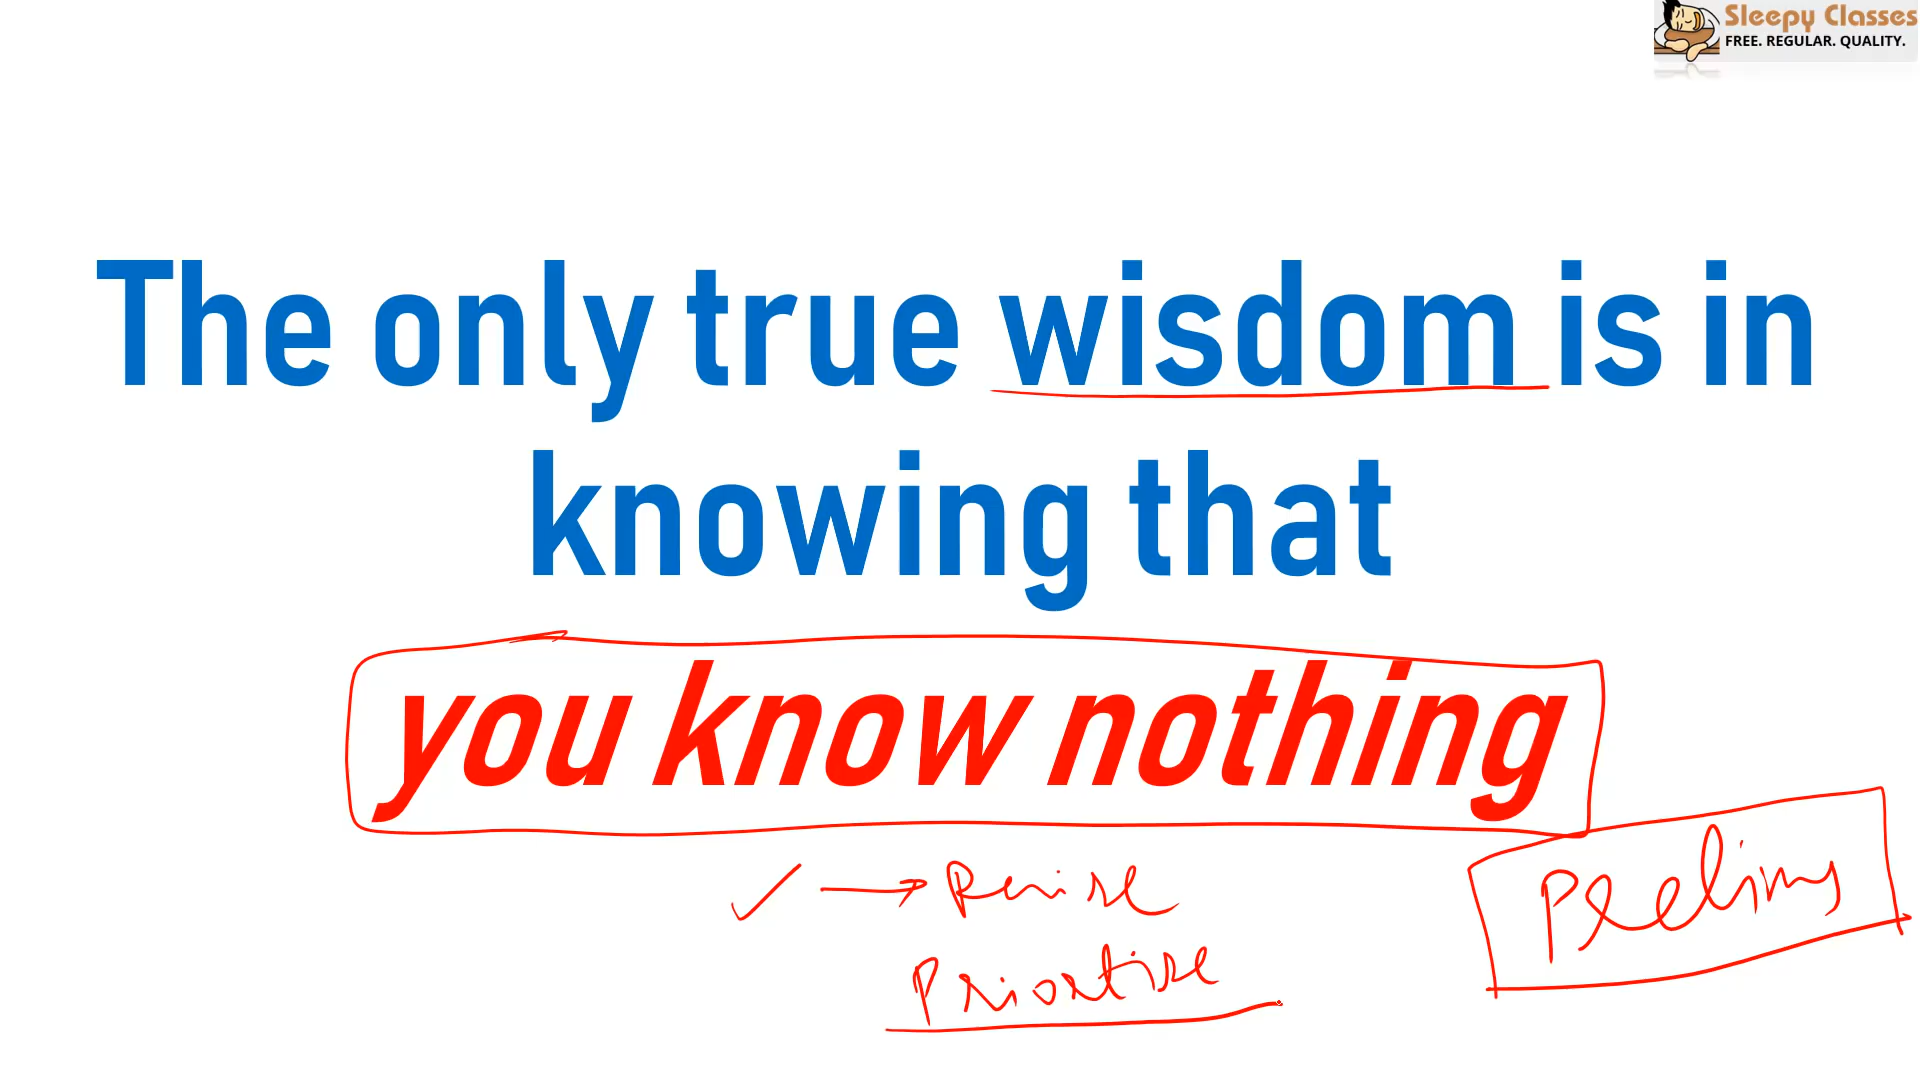 Sleepy Classes
FREE. REGULAR. QUALITY.
The only true wisdom is in
knowing that
you know nothing
Revise
Prelims
Prioritise